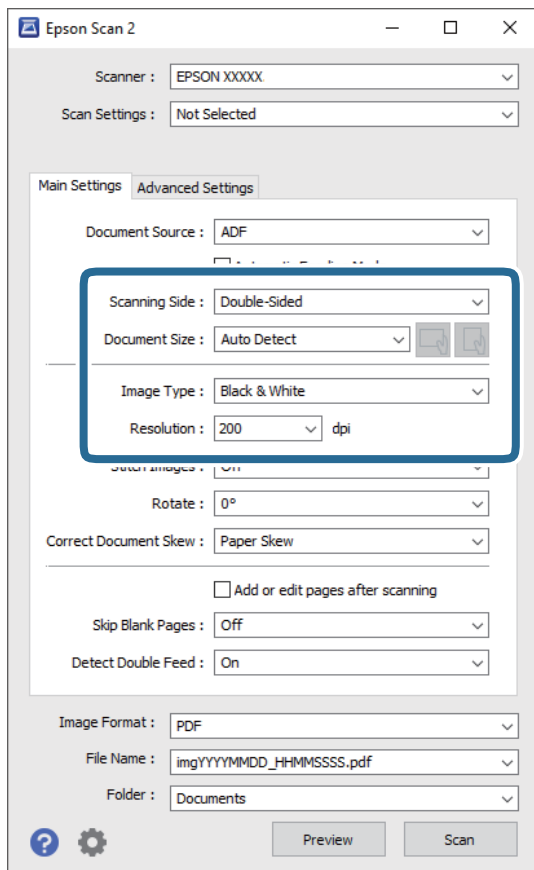 Epson Scan 2
Scanner : EPSON XXXXX
Scan Settings : Not Selected
Main Settings Advanced Settings
Document Source : ADF
Scanning Side : Double-Sided
Document Size : Auto Detect
Image Type : Black & White
Resolution : 200 dpi
Stitch Images : Off
Rotate : 0°
Correct Document Skew : Paper Skew
Add or edit pages after scanning
Skip Blank Pages : Off
Detect Double Feed : On
Image Format : PDF
File Name : imgYYYYMMDD_HHMMSSSS.pdf
Folder : Documents
Preview Scan